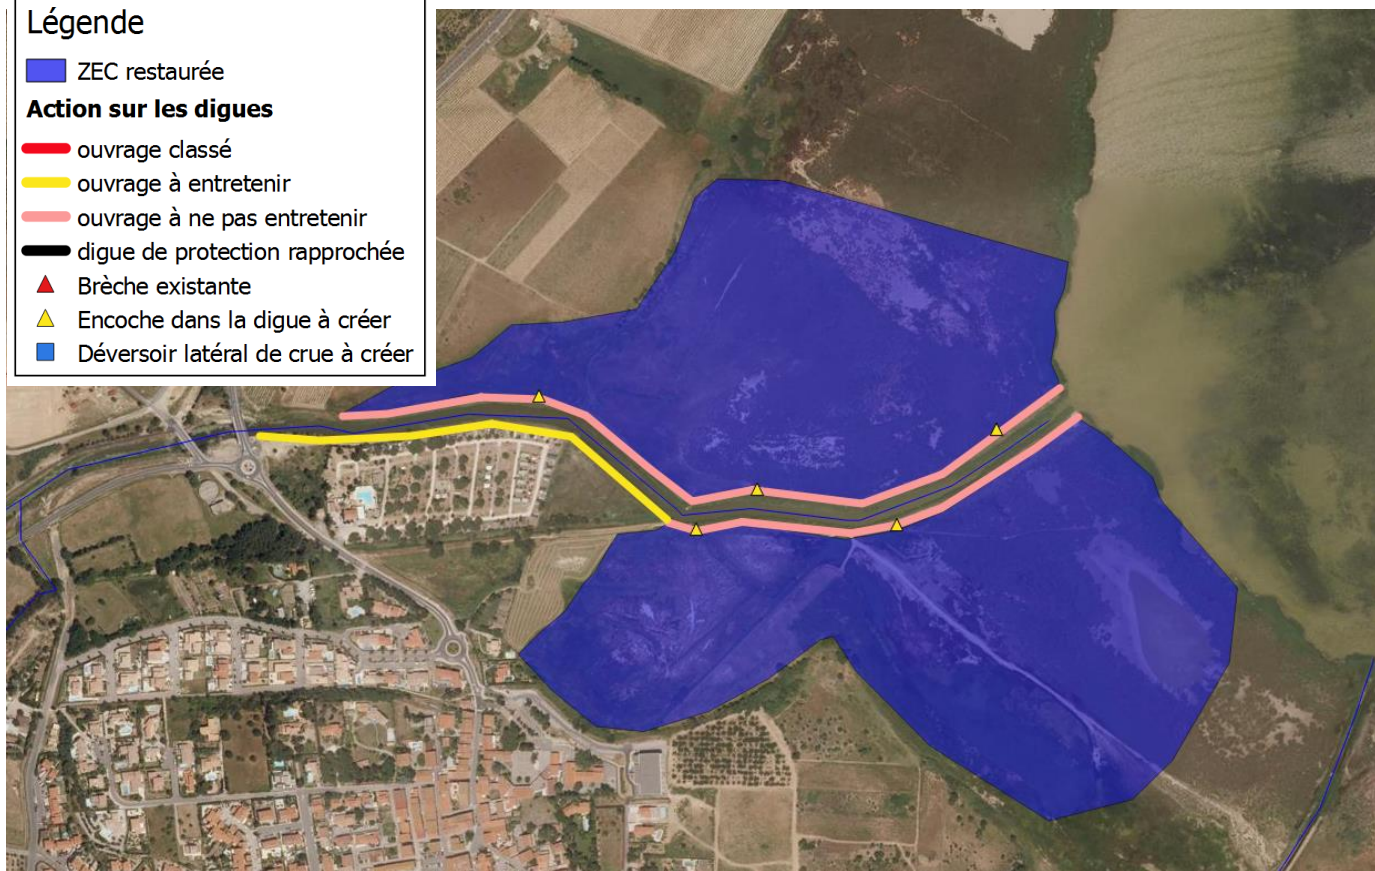 Légende
ZEC restaurée
Action sur les digues
ouvrage classé
ouvrage à entretenir
ouvrage à ne pas entretenir
digue de protection rapprochée
Brèche existante
Encoche dans la digue à créer
Déversoir latéral de crue à créer